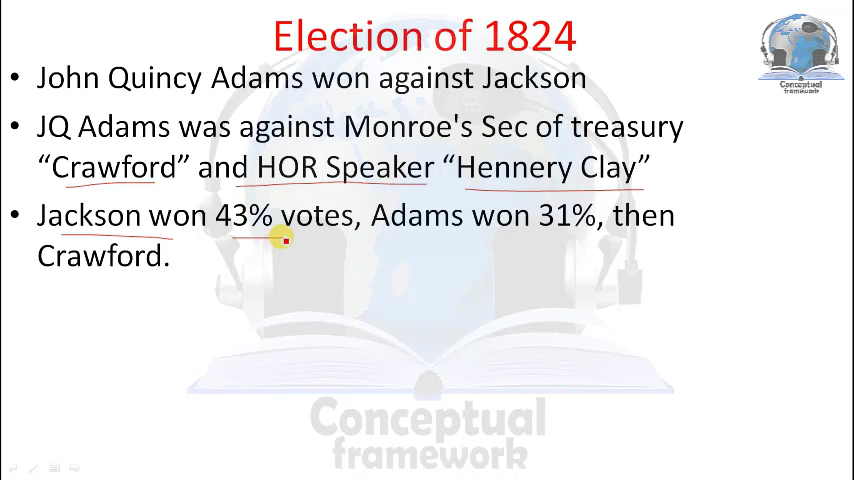 Election of 1824
Conceptual
framework
• John Quincy Adams won against Jackson
• JQ Adams was against Monroe's Sec of treasury
“Crawford” and HOR Speaker “Hennery Clay”
• Jackson won 43% votes, Adams won 31%, then
Crawford.
Conceptual
framework